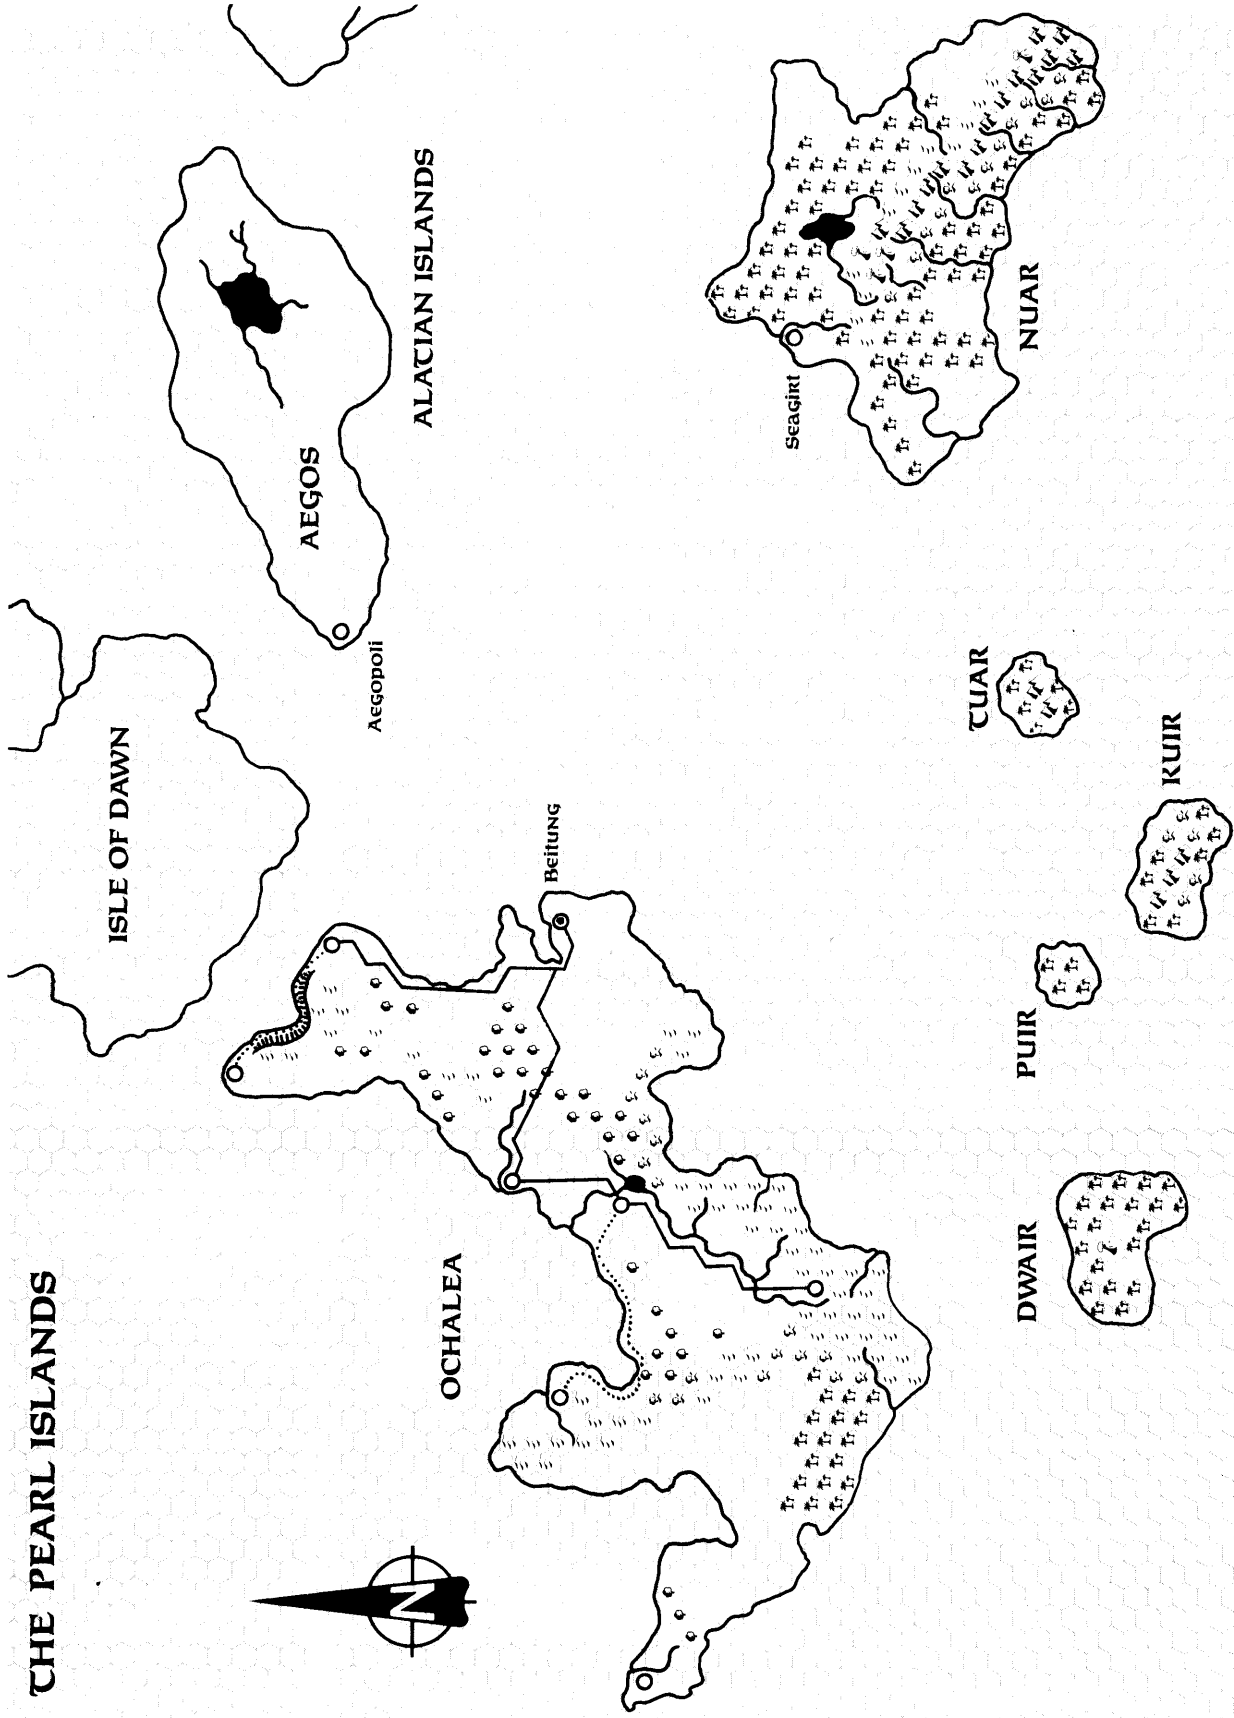 THE PEARL ISLANDS
ISLE OF DAWN
AEGOS
Aegopoli
ALATIAN ISLANDS
N
OCHALEA
Beitung
Seagirt
NUAR
TUAR
DWAIR
PUIR
KUIR